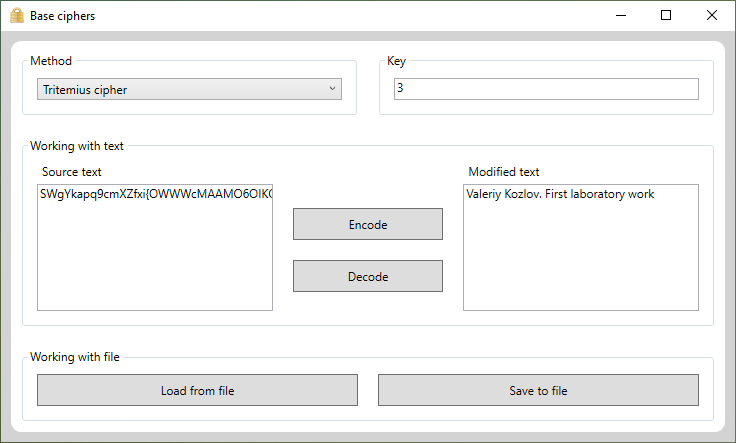 Base ciphers
Method
Tritemius cipher
Key
3
Working with text
Source text
SWgYkapq9cmXZfxi{OWWWcMAAMO6OIK
Modified text
Valeriy Kozlov. First laboratory work
Encode
Decode
Working with file
Load from file
Save to file